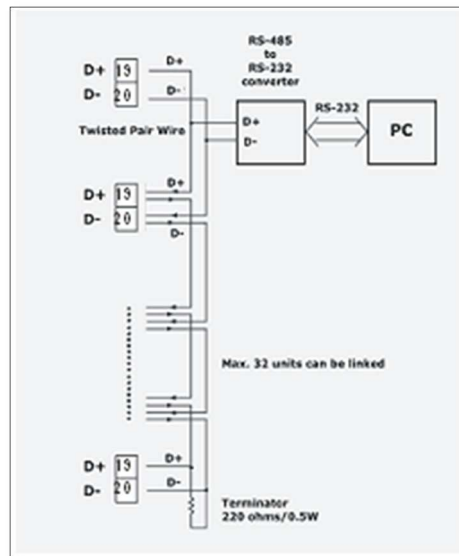 RS-485
to
RS-232
converter
D+
D+ 19
D- 20
D-
RS-232
D+
D-
PC
Twisted Pair Wire
D+
D+ 19
D- 20
D-
Max. 32 units can be linked
D+
D+ 19
D- 20
D-
Terminator
220 ohms/0.5W